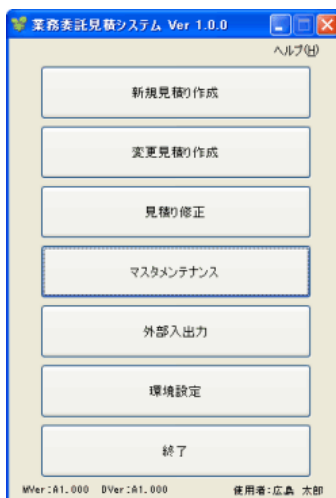 業務委託見積システム Ver 1.0.0
ヘルプ(H)
新規見積り作成
変更見積り作成
見積り修正
マスタメンテナンス
外部入出力
環境設定
終了
MVer:A1.000 DVer:A1.000 使用者:広島 太郎